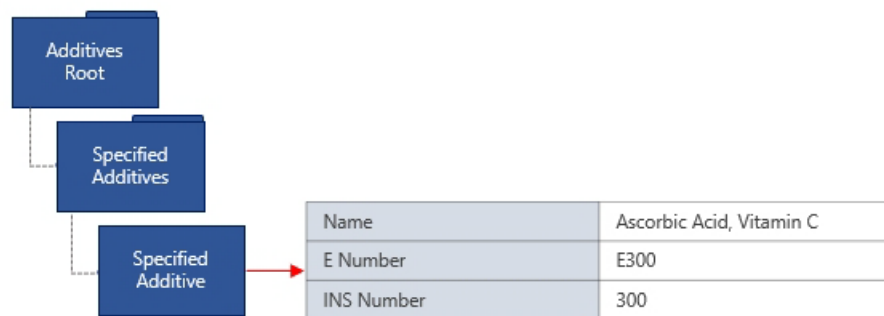 Additives
Root
Specified
Additives
Specified
Additive
Name Ascorbic Acid, Vitamin C
E Number E300
INS Number 300